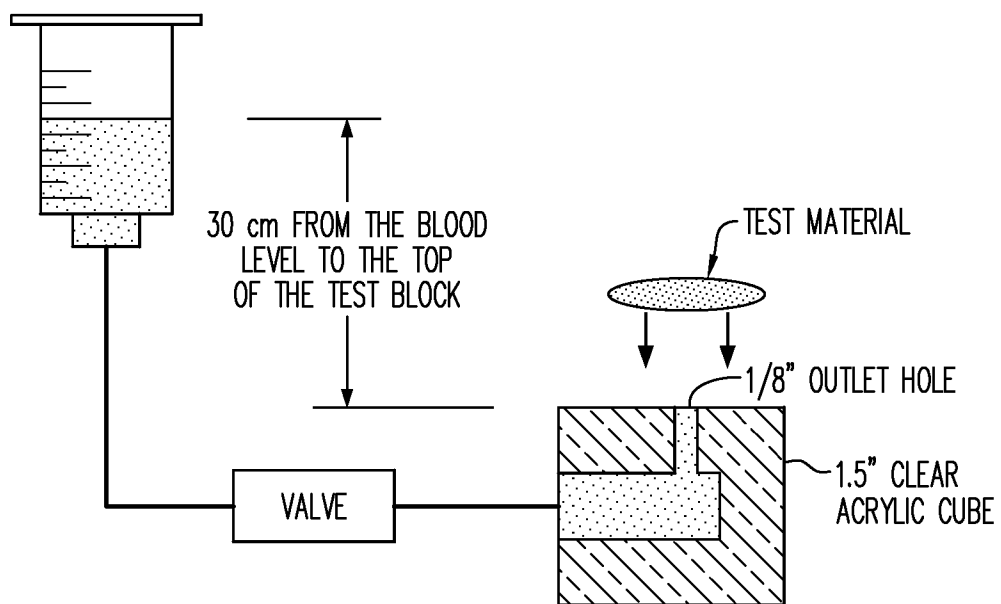 30 cm FROM THE BLOOD
LEVEL TO THE TOP
OF THE TEST BLOCK
TEST MATERIAL
1/8" OUTLET HOLE
1.5" CLEAR
ACRYLIC CUBE
VALVE